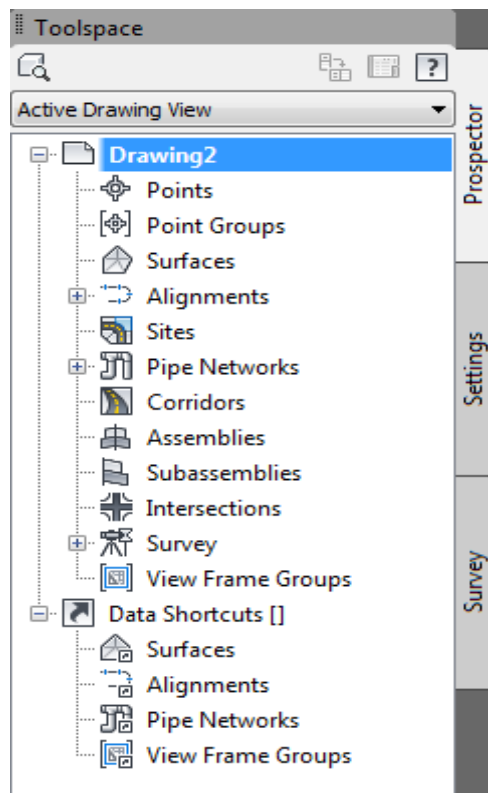 Toolspace
?
Active Drawing View
Drawing2
Points
Point Groups
Surfaces
Alignments
Sites
Pipe Networks
Corridors
Assemblies
Subassemblies
Intersections
Survey
View Frame Groups
Data Shortcuts []
Surfaces
Alignments
Pipe Networks
View Frame Groups
Prospector
Settings
Survey